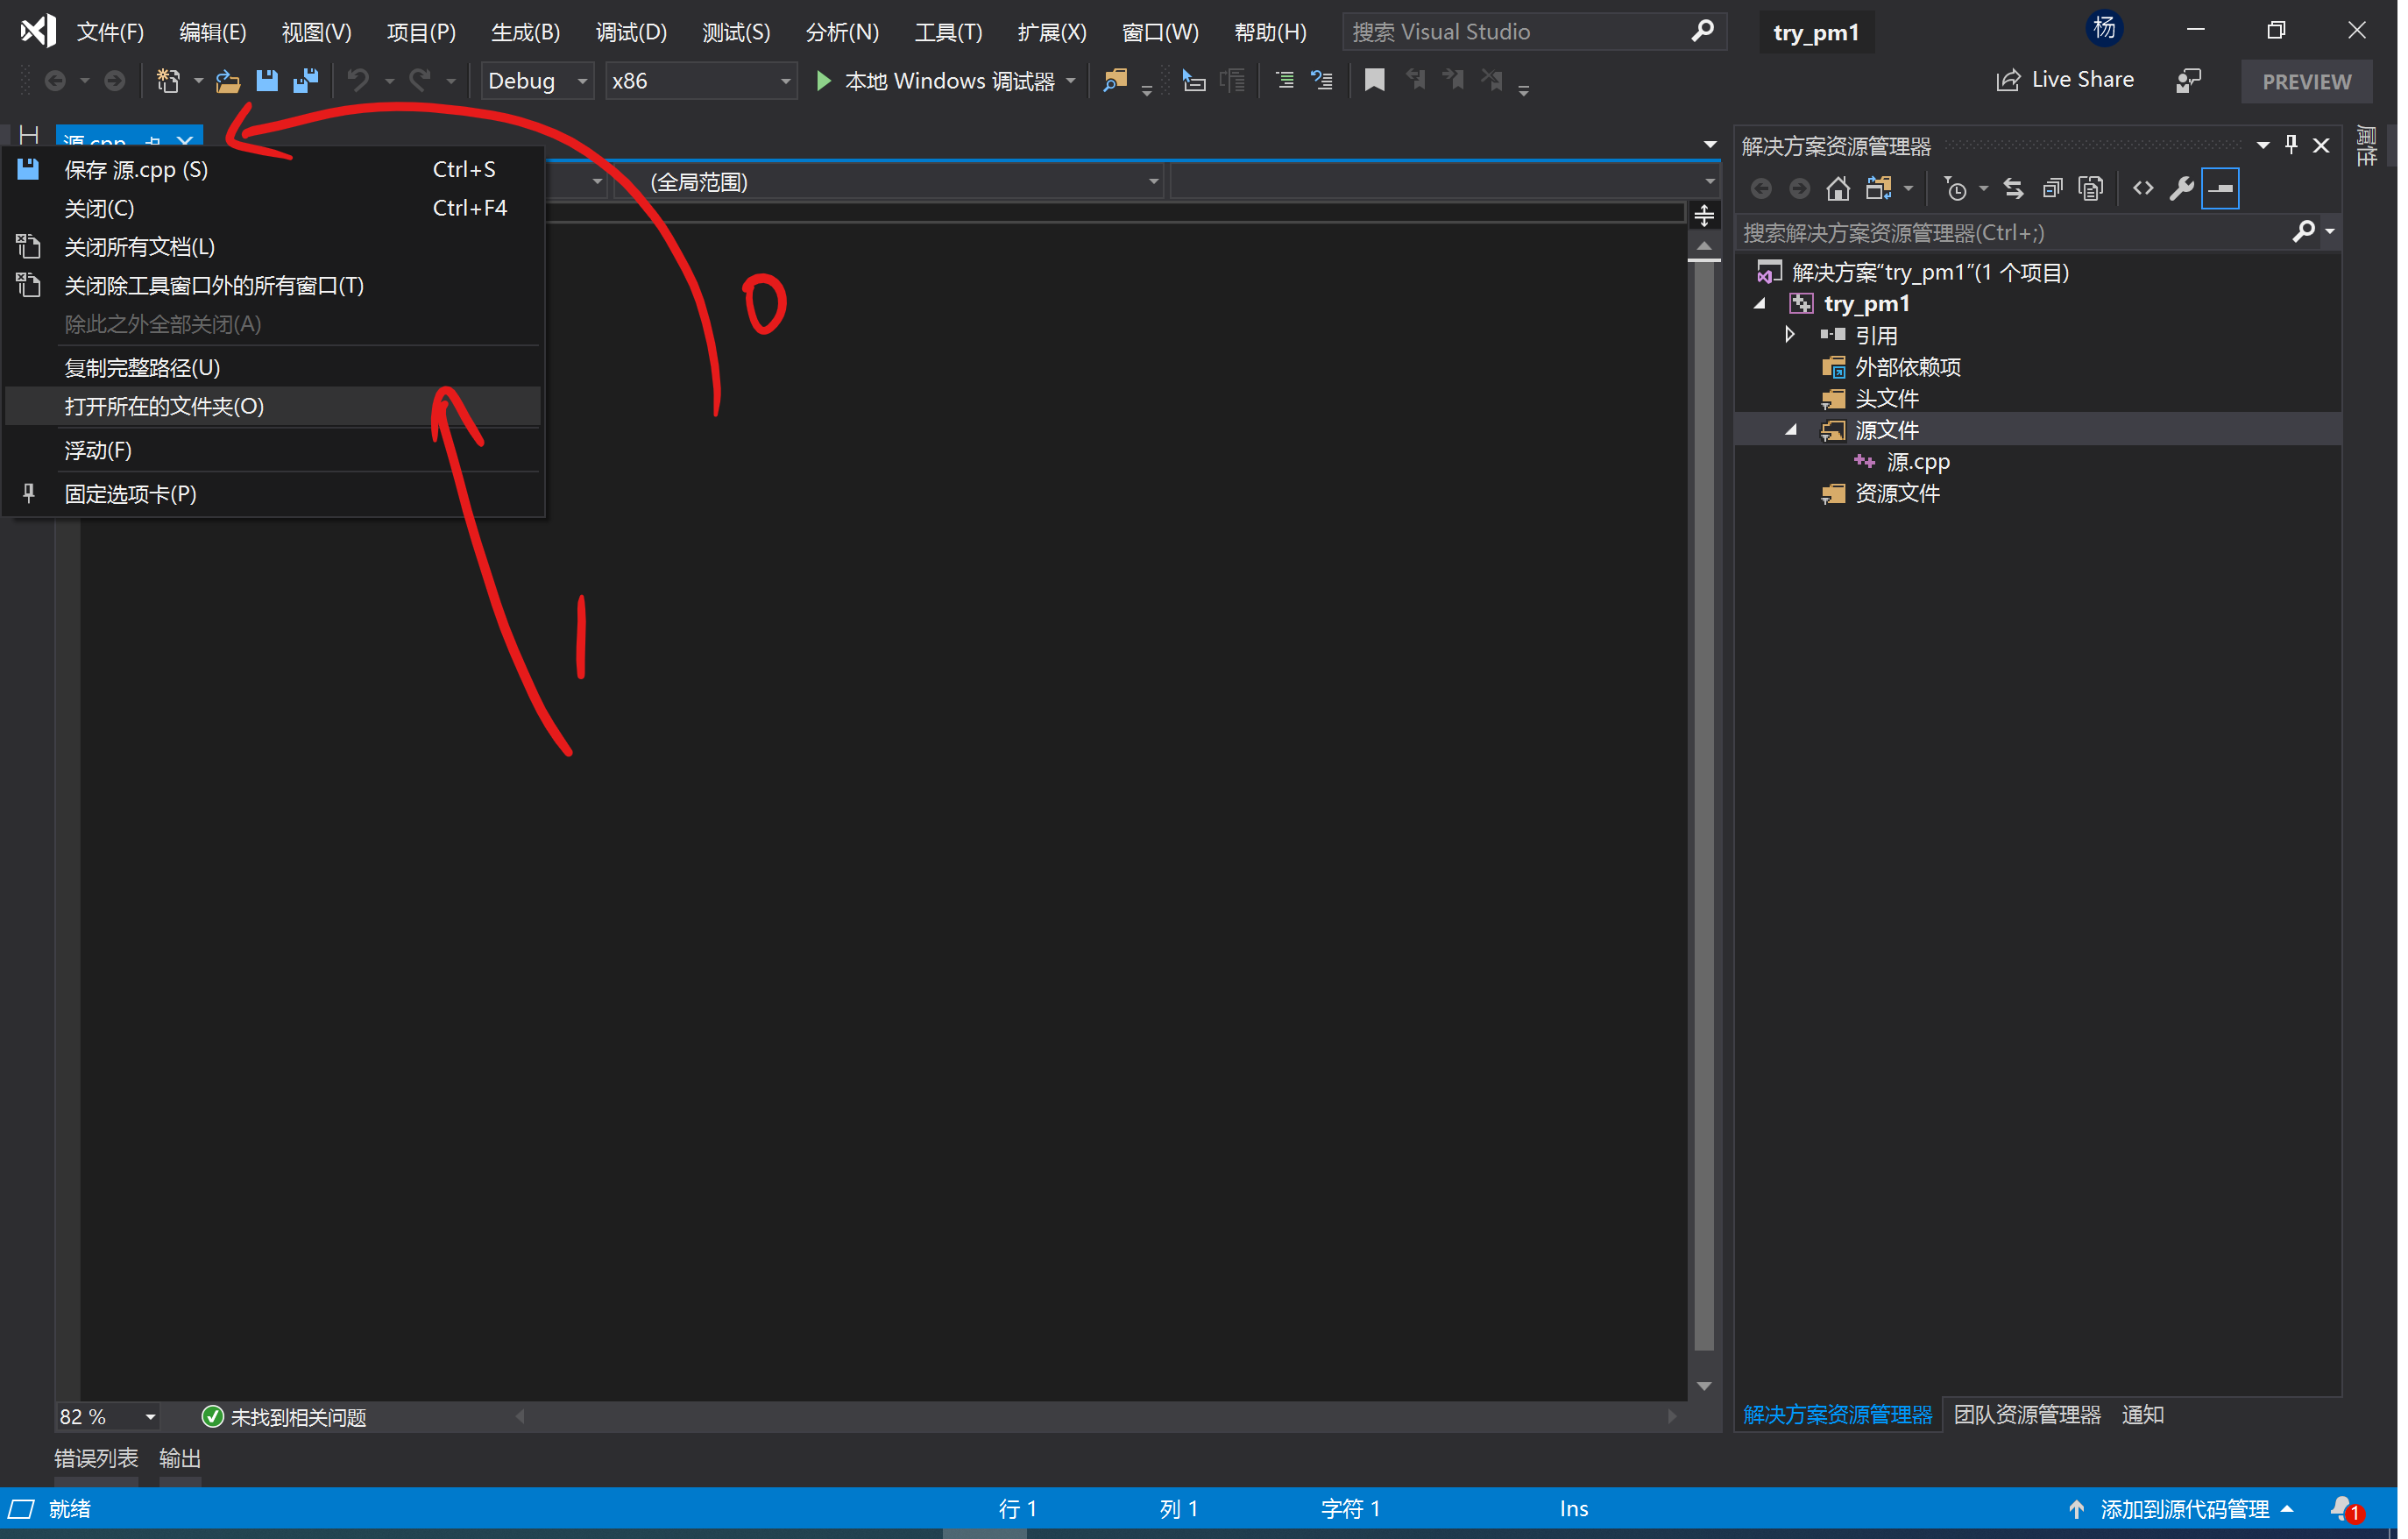 文件(F) 编辑(E) 视图(V) 项目(P) 生成(B) 调试(D) 测试(S) 分析(N) 工具(T) 扩展(X) 窗口(W) 帮助(H) 搜索 Visual Studio try_pm1 杨
Debug x86 本地 Windows 调试器 Live Share PREVIEW
源.cpp
解决方案资源管理器
属性
保存 源.cpp (S) Ctrl+S
(全局范围)
关闭(C) Ctrl+F4
关闭所有文档(L)
搜索解决方案资源管理器(Ctrl+;)
关闭除工具窗口外的所有窗口(T)
解决方案“try_pm1”(1 个项目)
0
try_pm1
除此之外全部关闭(A)
引用
复制完整路径(U)
外部依赖项
打开所在的文件夹(O)
头文件
源文件
浮动(F)
源.cpp
固定选项卡(P)
资源文件
1
82 % 未找到相关问题
解决方案资源管理器 团队资源管理器 通知
错误列表 输出
就绪 行 1 列 1 字符 1 Ins 添加到源代码管理 1